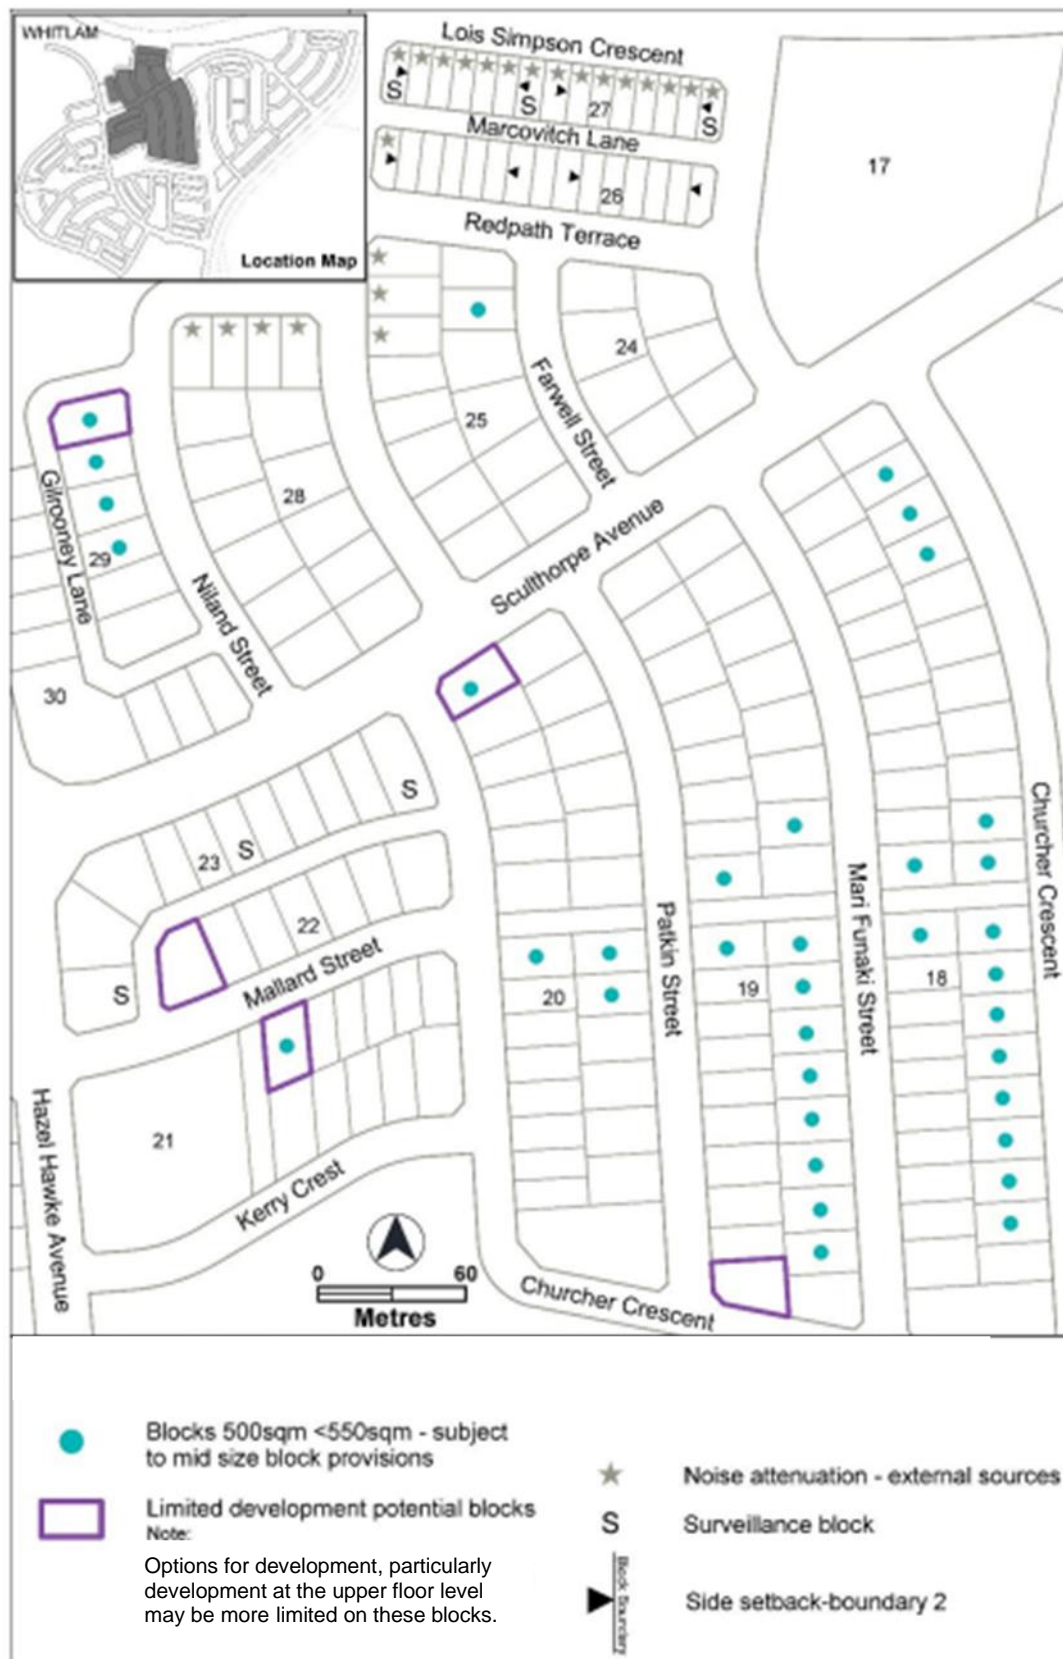 WHITLAM
Location Map
Lois Simpson Crescent
S
S
27
S
Marcovitch Lane
26
Redpath Terrace
17
24
Farwell Street
25
28
Gilrooney Lane
29
Niland Street
Sculthorpe Avenue
30
S
23
S
22
Mallard Street
S
20
Patkin Street
19
Mari Funaki Street
18
Churcher Crescent
21
Hazel Hawke Avenue
Kerry Crest
0 60
Metres
Churcher Crescent
Blocks 500sqm <550sqm - subject
to mid size block provisions
Limited development potential blocks
Note:
Options for development, particularly
development at the upper floor level
may be more limited on these blocks.
Noise attenuation - external sources
S Surveillance block
Block Boundary
Side setback-boundary 2